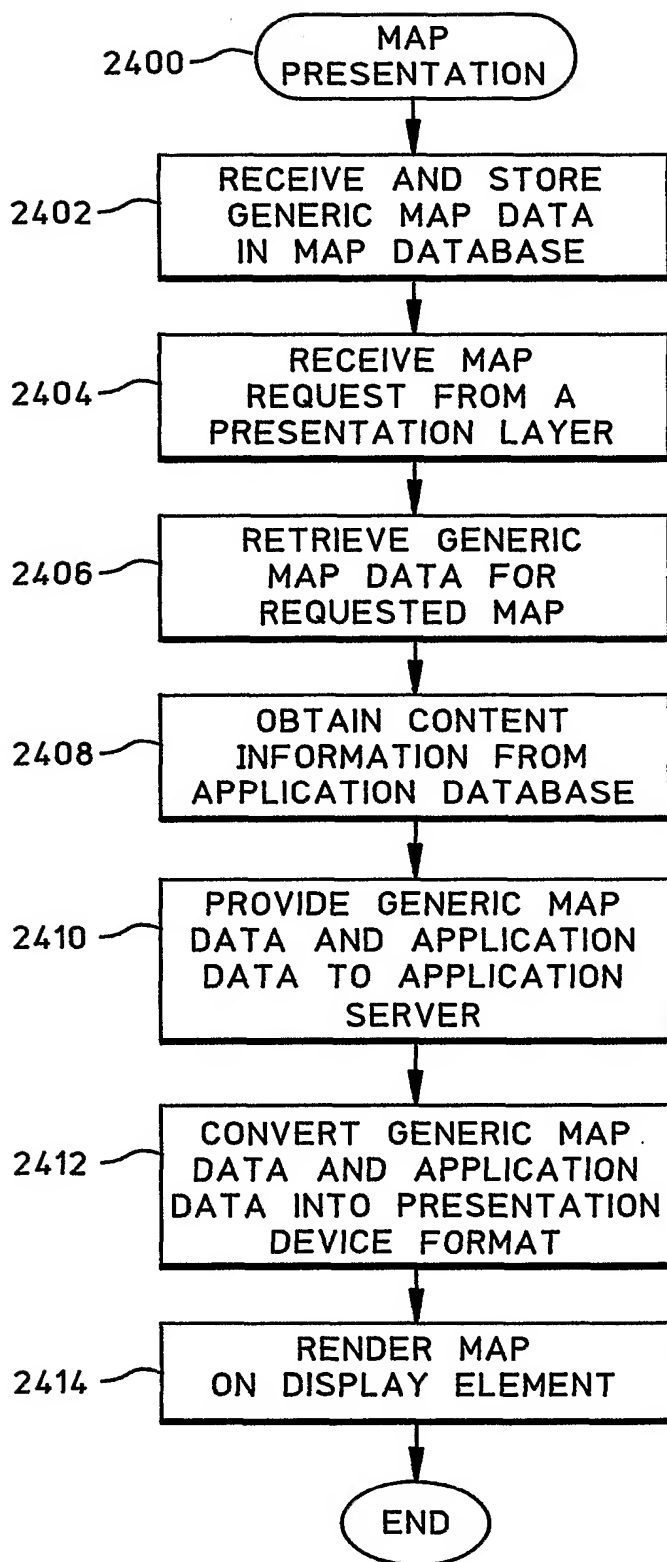 2400
MAP
PRESENTATION
2402
RECEIVE AND STORE
GENERIC MAP DATA
IN MAP DATABASE
2404
RECEIVE MAP
REQUEST FROM A
PRESENTATION LAYER
2406
RETRIEVE GENERIC
MAP DATA FOR
REQUESTED MAP
2408
OBTAIN CONTENT
INFORMATION FROM
APPLICATION DATABASE
2410
PROVIDE GENERIC MAP
DATA AND APPLICATION
DATA TO APPLICATION
SERVER
2412
CONVERT GENERIC MAP
DATA AND APPLICATION
DATA INTO PRESENTATION
DEVICE FORMAT
2414
RENDER MAP
ON DISPLAY ELEMENT
END